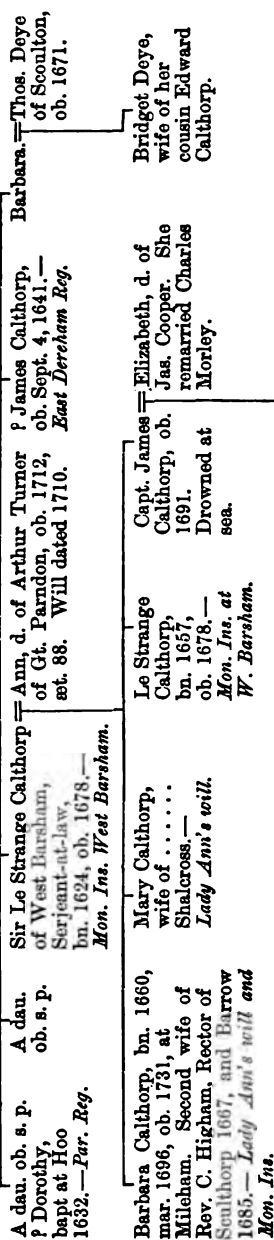 A dau. ob. s. p.
? Dorothy,
bapt at Hoo
1632.—Par. Reg.
A dau.
ob. s. p.
Sir Le Strange Calthorp = Ann, d. of Arthur Turner
of West Barsham,
Serjeant-at-law,
bn. 1624, ob. 1678.—
Mon. Ins. West Barsham.
of Gt. Parndon, ob. 1712,
æt. 88. Will dated 1710.
? James Calthorp,
ob. Sept. 4, 1641.—
East Dereham Reg.
Barbara. = Thos. Deye
of Scoulton,
ob. 1671.
Barbara Calthorp, bn. 1660,
mar. 1696, ob. 1731, at
Mileham. Second wife of
Rev. C. Higham, Rector of
Sculthorp 1667, and Barrow
1685.—Lady Ann's will and
Mon. Ins.
Mary Calthorp,
wife of ......
Shalcross.—
Lady Ann's will.
Le Strange
Calthorp,
bn. 1657,
ob. 1678.—
Mon. Ins. at
W. Barsham.
Capt. James = Elizabeth, d. of
Calthorp, ob.
1691.
Drowned at
sea.
Jas. Cooper. She
remarried Charles
Morley.
Bridget Deye,
wife of her
cousin Edward
Calthorp.